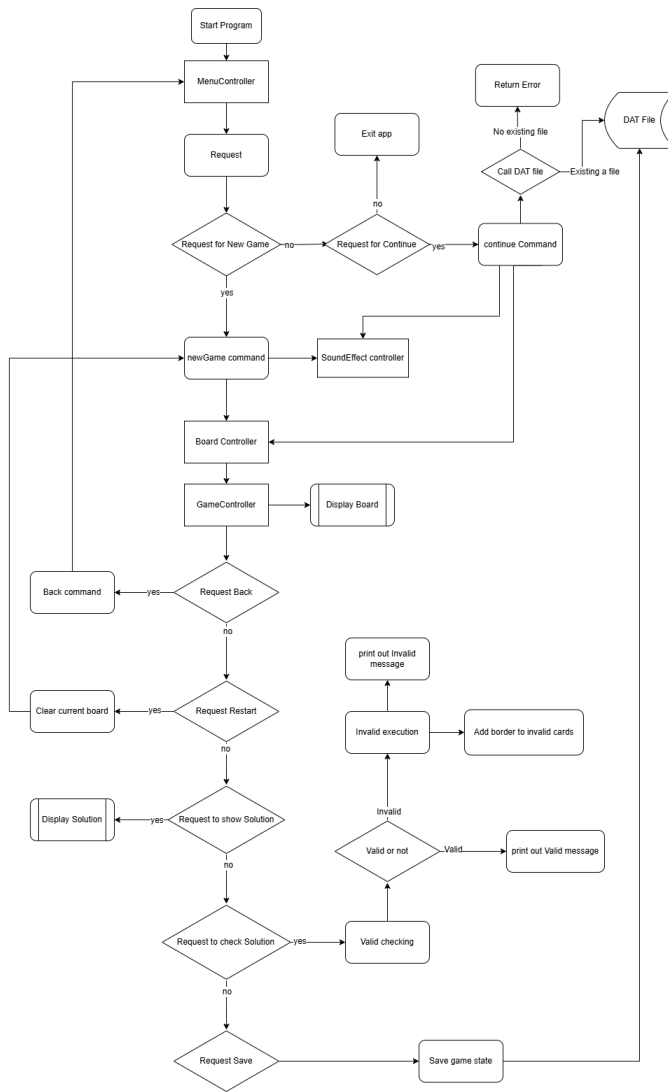 Start Program
MenuController
Return Error
DAT File
Exit app
No existing file
Request
Call DAT file
Existing a file
no
Request for New Game
no
Request for Continue
yes
continue Command
yes
newGame command
SoundEffect controller
Board Controller
GameController
Display Board
Back command
yes
Request Back
no
print out Invalid
message
Clear current board
yes
Request Restart
Invalid execution
Add border to invalid cards
no
Invalid
Display Solution
yes
Request to show Solution
Valid or not
Valid
print out Valid message
no
Request to check Solution
yes
Valid checking
no
Request Save
Save game state